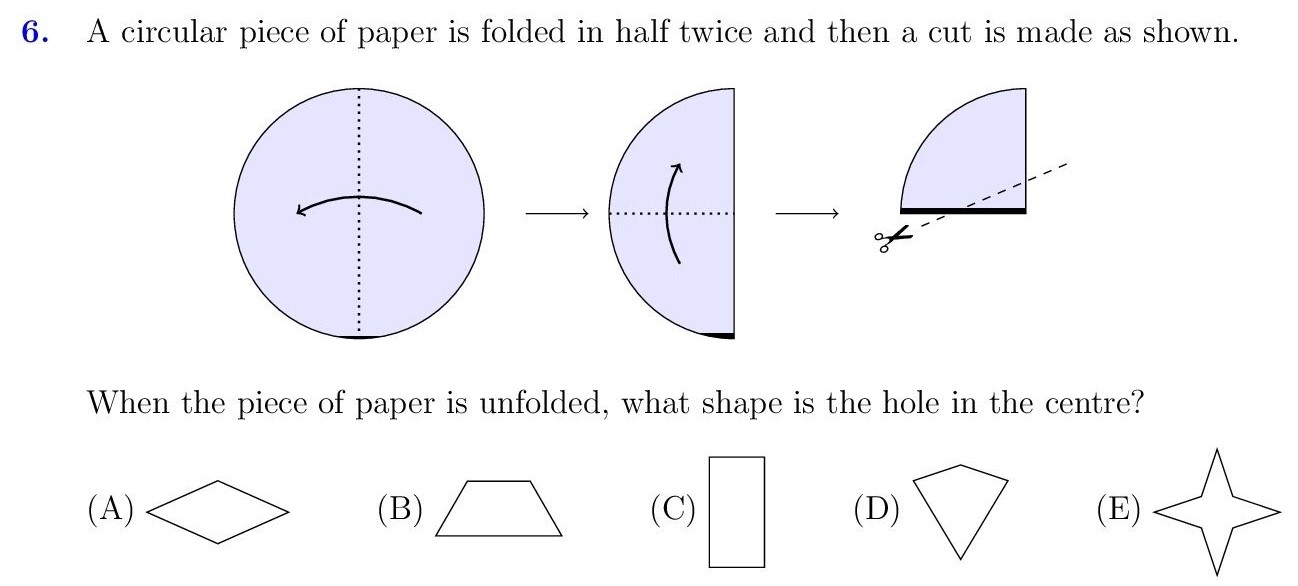 6. A circular piece of paper is folded in half twice and then a cut is made as shown.
When the piece of paper is unfolded, what shape is the hole in the centre?
(A) (B) (C) (D) (E)